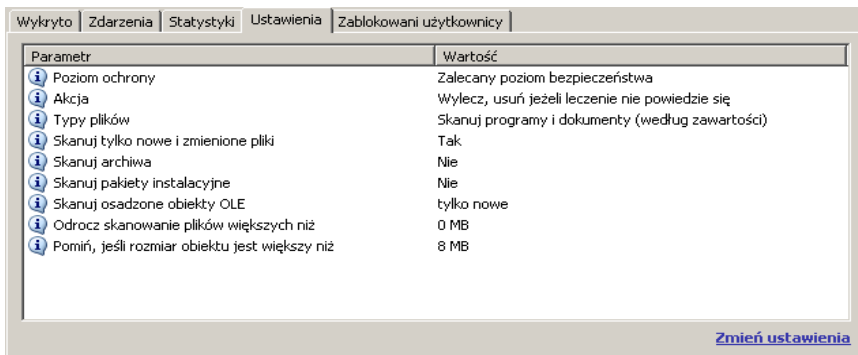 Wykryto Zdarzenia Statystyki Ustawienia Zablokowani użytkownicy
Parametr Wartość
Poziom ochrony Zalecany poziom bezpieczeństwa
Akcja Wylecz, usuń jeżeli leczenie nie powiedzie się
Typy plików Skanuj programy i dokumenty (według zawartości)
Skanuj tylko nowe i zmienione pliki Tak
Skanuj archiwa Nie
Skanuj pakiety instalacyjne Nie
Skanuj osadzone obiekty OLE tylko nowe
Odrocz skanowanie plików większych niż 0 MB
Pomiń, jeśli rozmiar obiektu jest większy niż 8 MB
Zmień ustawienia